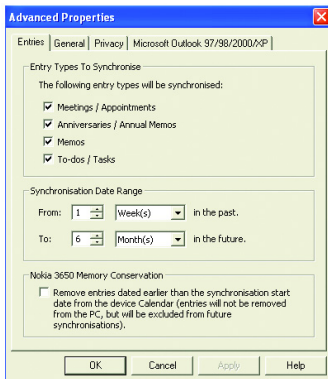 Advanced Properties
Entries General Privacy Microsoft Outlook 97/98/2000/XP
Entry Types To Synchronise
The following entry types will be synchronised:
Meetings / Appointments
Anniversaries / Annual Memos
Memos
To-dos / Tasks
Synchronisation Date Range
From: 1 Week(s) in the past.
To: 6 Month(s) in the future.
Nokia 3650 Memory Conservation
Remove entries dated earlier than the synchronisation start
date from the device Calendar (entries will not be removed
from the PC, but will be excluded from future
synchronisations).
OK Cancel Apply Help